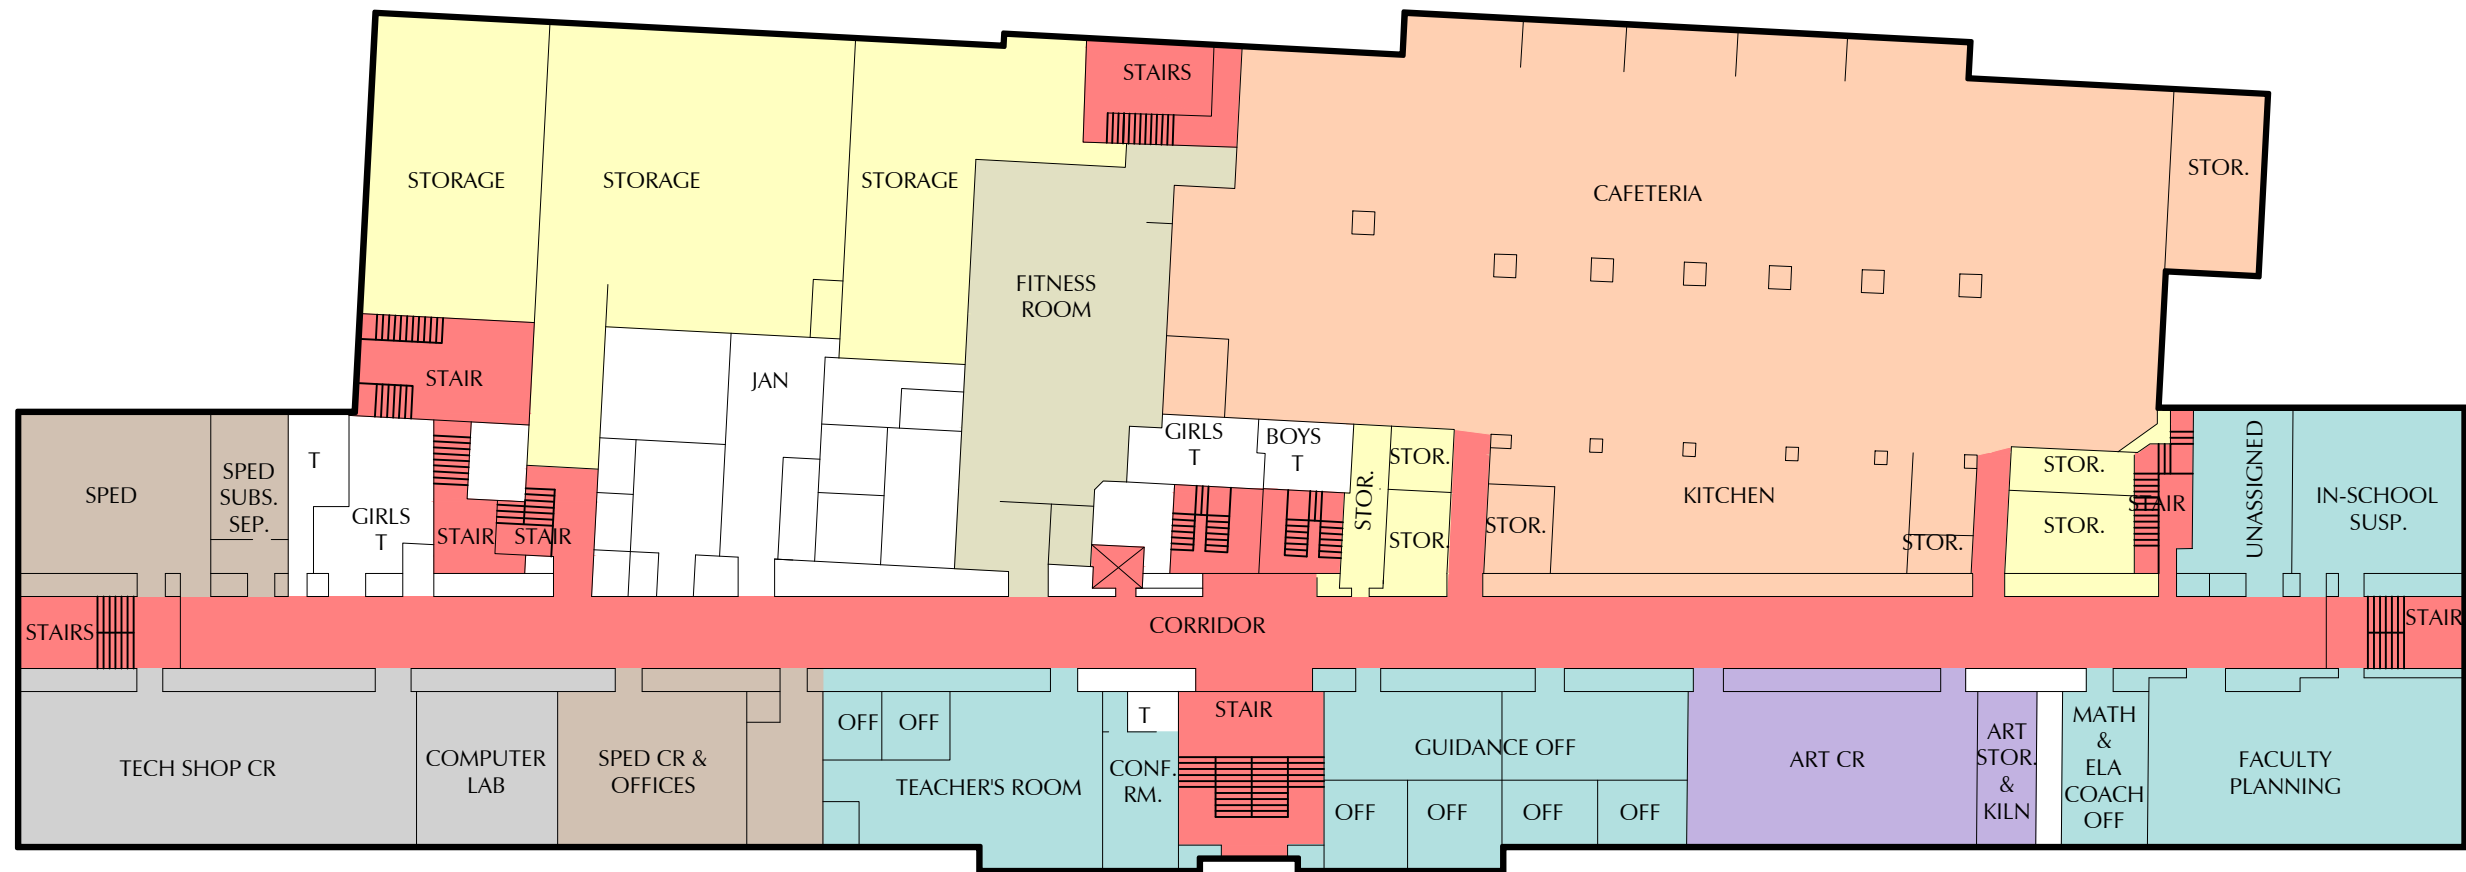 STAIRS
STORAGE
STORAGE
STORAGE
CAFETERIA
STOR.
FITNESS
ROOM
STAIR
JAN
GIRLS
T
BOYS
T
STOR.
STOR.
STOR.
STOR.
KITCHEN
STOR.
STOR.
STOR.
STAIR
UNASSIGNED
IN-SCHOOL
SUSP.
SPED
SPED
SUBS.
SEP.
T
GIRLS
T
STAIR
STAIR
STOR.
STAIRS
CORRIDOR
STAIR
TECH SHOP CR
COMPUTER
LAB
SPED CR &
OFFICES
OFF
OFF
TEACHER'S ROOM
T
CONF.
RM.
STAIR
GUIDANCE OFF
OFF
OFF
OFF
OFF
ART CR
ART
STOR.
&
KILN
MATH
&
ELA
COACH
OFF
FACULTY
PLANNING